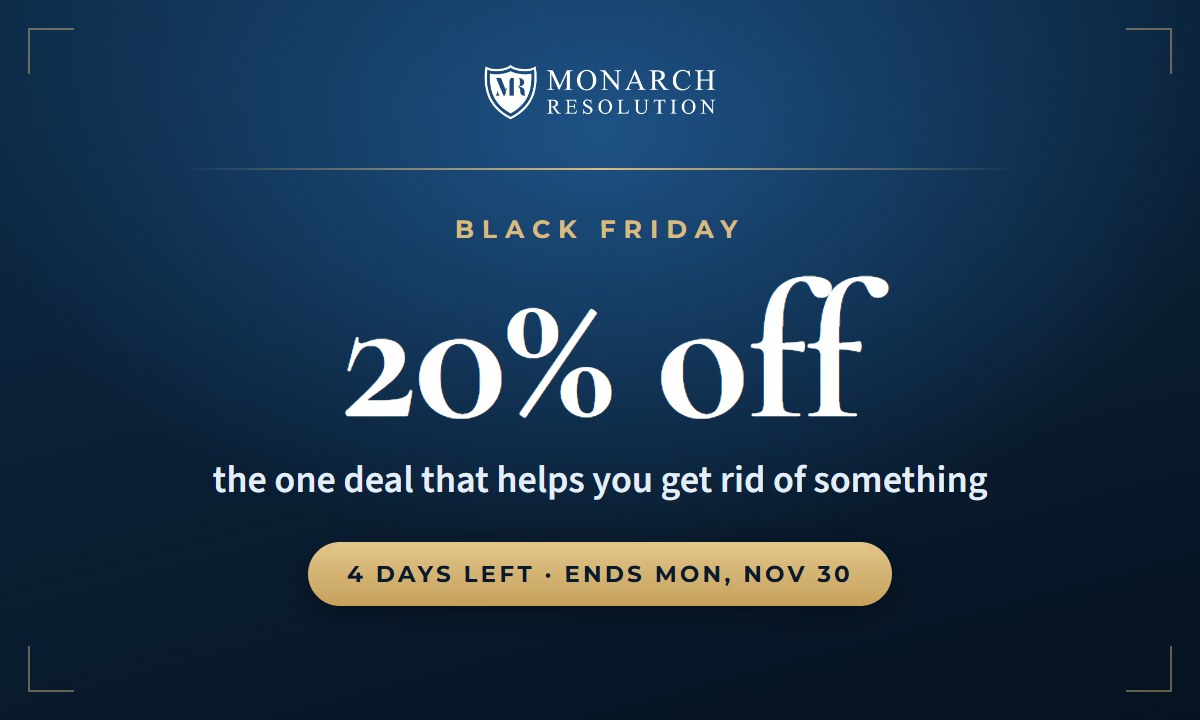 MR
MONARCH
RESOLUTION
BLACK FRIDAY
20% off
the one deal that helps you get rid of something
4 DAYS LEFT · ENDS MON, NOV 30